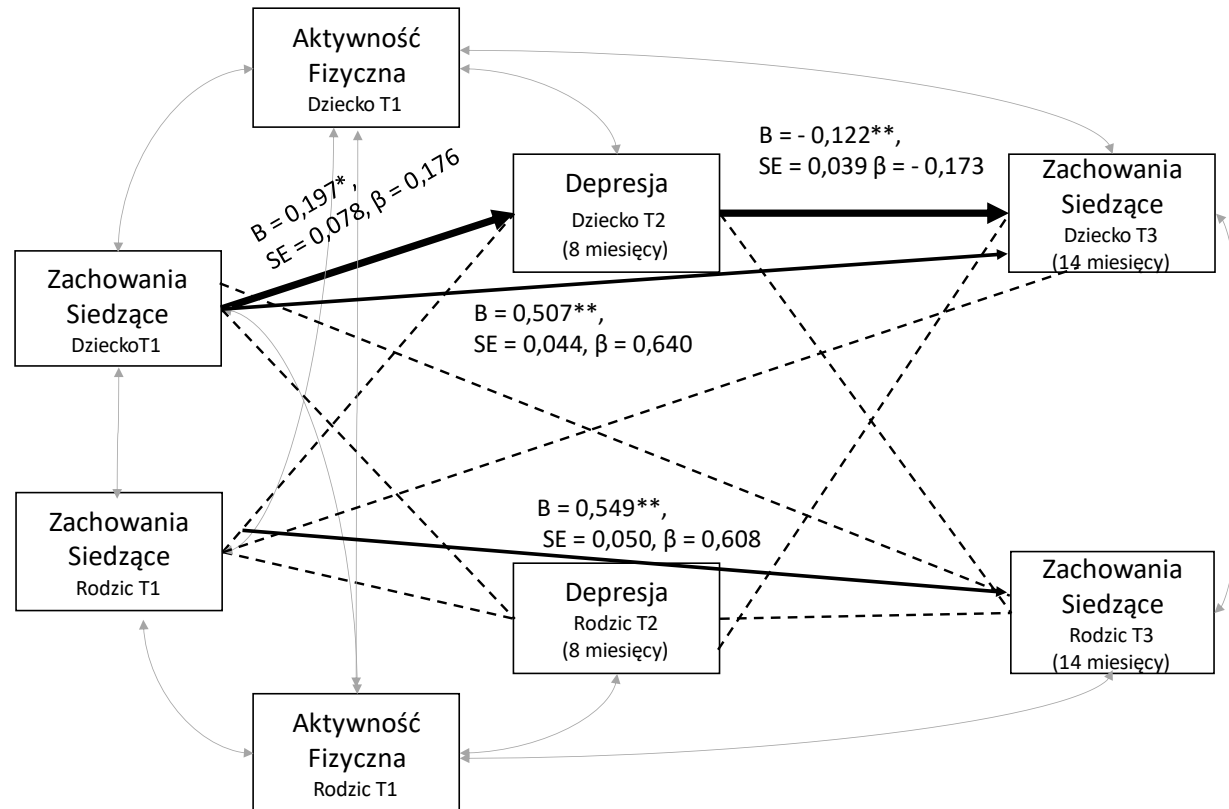 Aktywność
Fizyczna
Dziecko T1
B = 0,197* ,
SE = 0,078, β = 0,176
B = - 0,122**,
SE = 0,039 β = - 0,173
Depresja
Dziecko T2
(8 miesięcy)
Zachowania
Siedzące
Dziecko T3
(14 miesięcy)
Zachowania
Siedzące
DzieckoT1
B = 0,507**,
SE = 0,044, β = 0,640
Zachowania
Siedzące
Rodzic T1
B = 0,549**,
SE = 0,050, β = 0,608
Depresja
Rodzic T2
(8 miesięcy)
Zachowania
Siedzące
Rodzic T3
(14 miesięcy)
Aktywność
Fizyczna
Rodzic T1